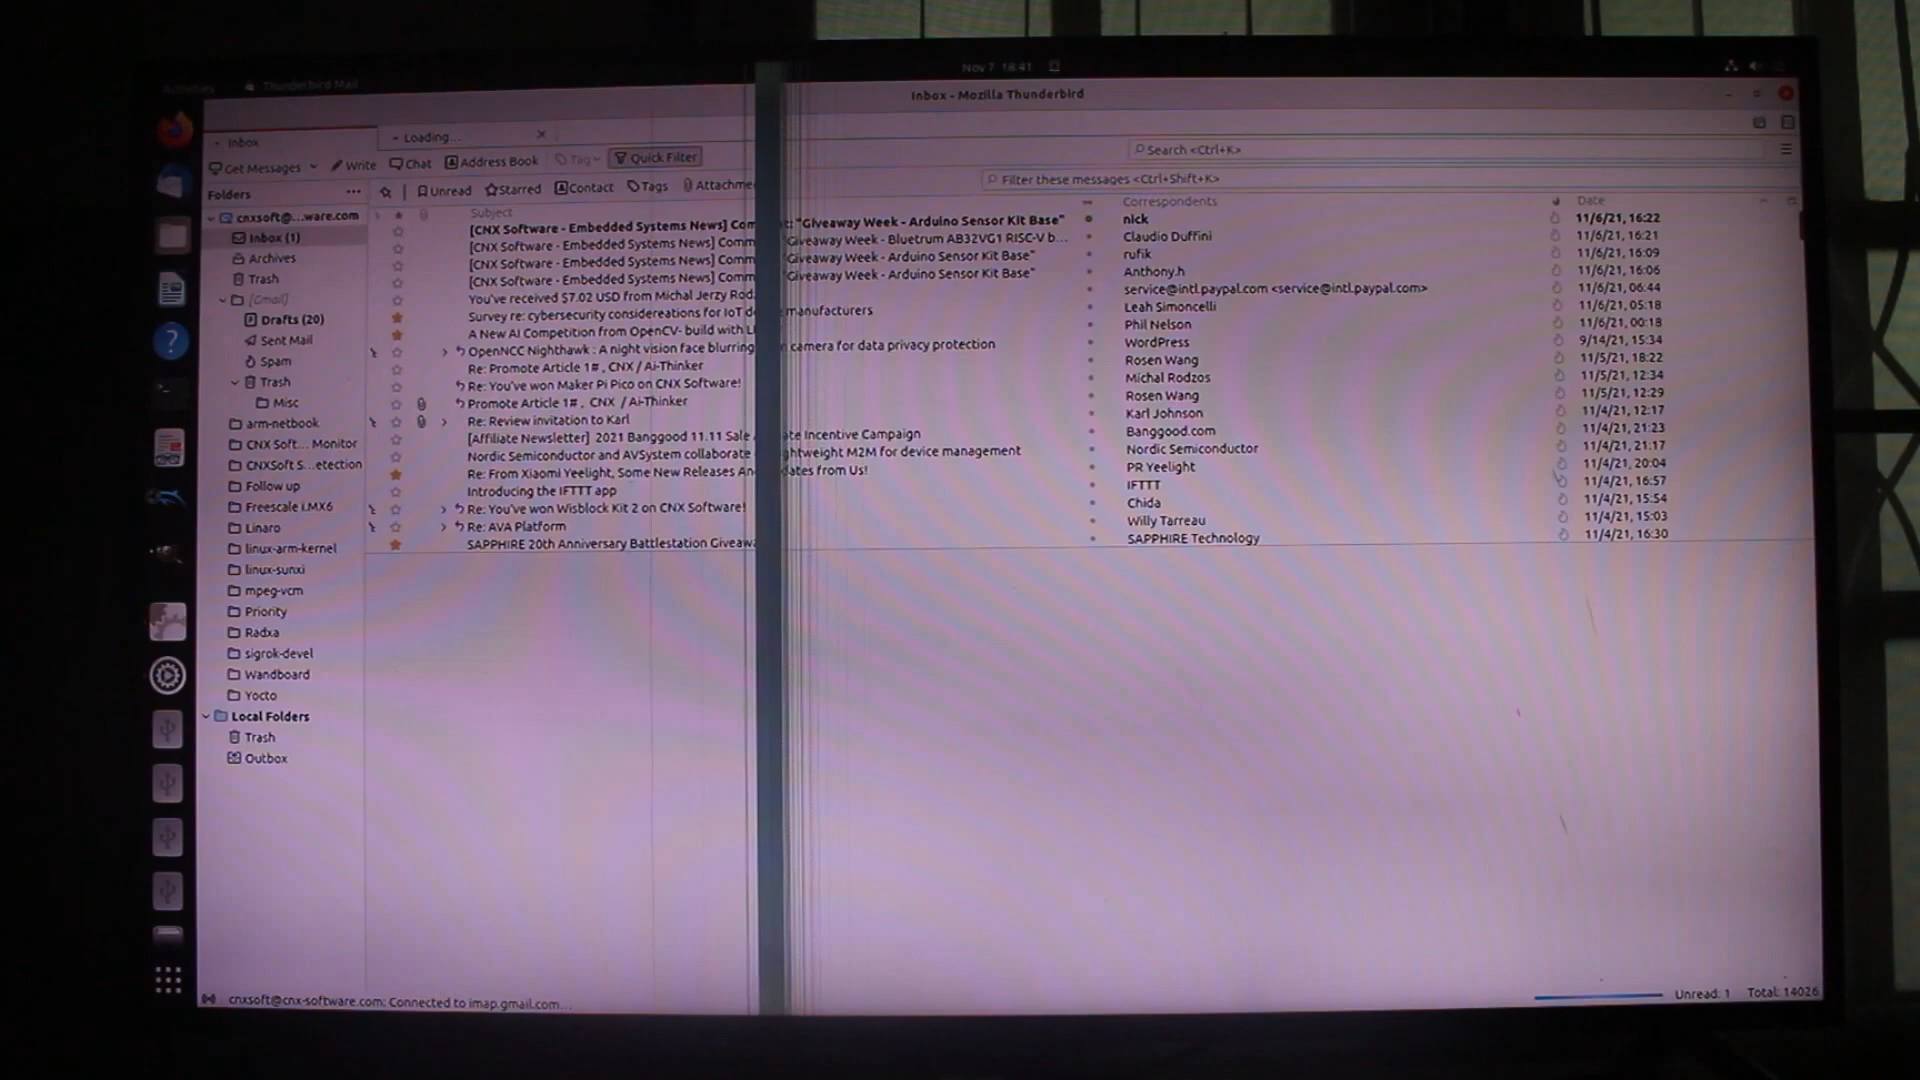 Activities Thunderbird Mail Nov 7 18:41
Inbox - Mozilla Thunderbird
Inbox Loading...
Get Messages Write Chat Address Book Tag Quick Filter Search <Ctrl+K>
Folders Unread Starred Contact Tags Attachme Filter these messages <Ctrl+Shift+K>
Subject Correspondents Date
cnxsoft@...ware.com
Inbox (1)
Archives
Trash
[Gmail]
Drafts (20)
Sent Mail
Spam
Trash
Misc
arm-netbook
CNX Soft... Monitor
CNXSoft S...etection
Follow up
Freescale i.MX6
Linaro
linux-arm-kernel
linux-sunxi
mpeg-vcm
Priority
Radxa
sigrok-devel
Wandboard
Yocto
Local Folders
Trash
Outbox
[CNX Software - Embedded Systems News] Com t: "Giveaway Week - Arduino Sensor Kit Base" nick 11/6/21, 16:22
[CNX Software - Embedded Systems News] Comm "Giveaway Week - Bluetrum AB32VG1 RISC-V b... Claudio Duffini 11/6/21, 16:21
[CNX Software - Embedded Systems News] Comm "Giveaway Week - Arduino Sensor Kit Base" rufik 11/6/21, 16:09
[CNX Software - Embedded Systems News] Comm "Giveaway Week - Arduino Sensor Kit Base" Anthony.h 11/6/21, 16:06
You've received $7.02 USD from Michal Jerzy Rod service@intl.paypal.com <service@intl.paypal.com> 11/6/21, 06:44
Survey re: cybersecurity considereations for IoT de manufacturers Leah Simoncelli 11/6/21, 05:18
A New AI Competition from OpenCV- build with Phil Nelson 11/6/21, 00:18
OpenNCC Nighthawk : A night vision face blurring camera for data privacy protection WordPress 9/14/21, 15:34
Re: Promote Article 1#, CNX / Ai-Thinker Rosen Wang 11/5/21, 18:22
Re: You've won Maker Pi Pico on CNX Software! Michal Rodzos 11/5/21, 12:34
Promote Article 1#, CNX / Ai-Thinker Rosen Wang 11/5/21, 12:29
Re: Review invitation to Karl Karl Johnson 11/4/21, 12:17
[Affiliate Newsletter] 2021 Banggood 11.11 Sale te Incentive Campaign Banggood.com 11/4/21, 21:23
Nordic Semiconductor and AVSystem collaborate ghtweight M2M for device management Nordic Semiconductor 11/4/21, 21:17
Re: From Xiaomi Yeelight, Some New Releases An dates from Us! PR Yeelight 11/4/21, 20:04
Introducing the IFTTT app IFTTT 11/4/21, 16:57
Re: You've won Wisblock Kit 2 on CNX Software! Chida 11/4/21, 15:54
Re: AVA Platform Willy Tarreau 11/4/21, 15:03
SAPPHIRE 20th Anniversary Battlestation Giveaw SAPPHIRE Technology 11/4/21, 16:30
cnxsoft@cnx-software.com: Connected to imap.gmail.com... Unread: 1 Total: 14026